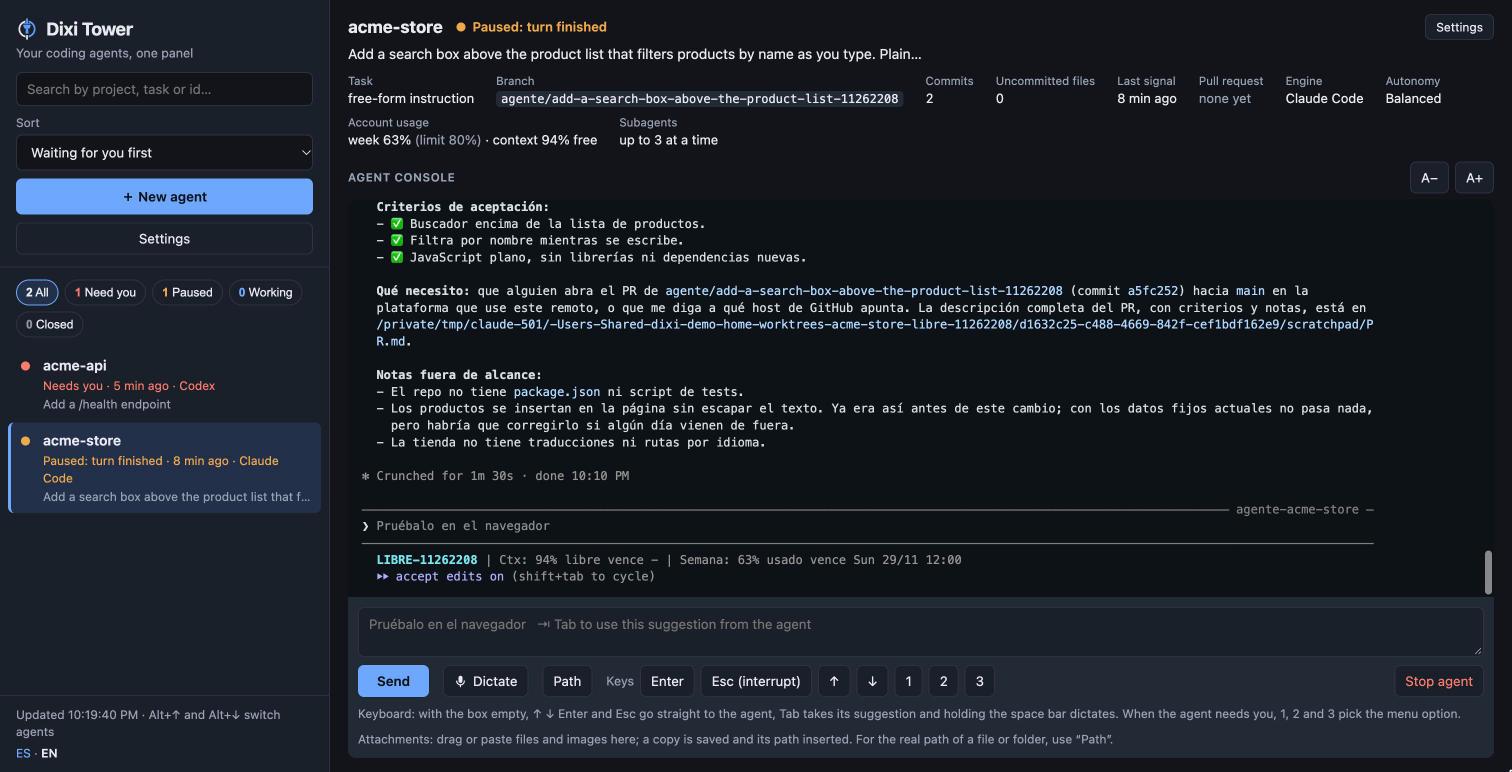 Dixi Tower
Your coding agents, one panel
Search by project, task or id...
Sort
Waiting for you first
+ New agent
Settings
2 All
1 Need you
1 Paused
0 Working
0 Closed
acme-api
Needs you · 5 min ago · Codex
Add a /health endpoint
acme-store
Paused: turn finished · 8 min ago · Claude
Code
Add a search box above the product list that f...
Updated 10:19:40 PM · Alt+↑ and Alt+↓ switch
agents
ES · EN
acme-store ● Paused: turn finished
Settings
Add a search box above the product list that filters products by name as you type. Plain...
Task Branch Commits Uncommitted files Last signal Pull request Engine Autonomy
free-form instruction agente/add-a-search-box-above-the-product-list-11262208 2 0 8 min ago none yet Claude Code Balanced
Account usage Subagents
week 63% (limit 80%) · context 94% free up to 3 at a time
AGENT CONSOLE A− A+
Criterios de aceptación:
– ✅ Buscador encima de la lista de productos.
– ✅ Filtra por nombre mientras se escribe.
– ✅ JavaScript plano, sin librerías ni dependencias nuevas.
Qué necesito: que alguien abra el PR de agente/add-a-search-box-above-the-product-list-11262208 (commit a5fc252) hacia main en la
plataforma que use este remoto, o que me diga a qué host de GitHub apunta. La descripción completa del PR, con criterios y notas, está en
/private/tmp/claude-501/-Users-Shared-dixi-demo-home-worktrees-acme-store-libre-11262208/d1632c25-c488-4669-842f-cef1bdf162e9/scratchpad/P
R.md.
Notas fuera de alcance:
– El repo no tiene package.json ni script de tests.
– Los productos se insertan en la página sin escapar el texto. Ya era así antes de este cambio; con los datos fijos actuales no pasa nada,
pero habría que corregirlo si algún día vienen de fuera.
– La tienda no tiene traducciones ni rutas por idioma.
✻ Crunched for 1m 30s · done 10:10 PM
agente-acme-store
❯ Pruébalo en el navegador
LIBRE-11262208 | Ctx: 94% libre vence – | Semana: 63% usado vence Sun 29/11 12:00
▸▸ accept edits on (shift+tab to cycle)
Pruébalo en el navegador ⇥ Tab to use this suggestion from the agent
Send Dictate Path Keys Enter Esc (interrupt) ↑ ↓ 1 2 3 Stop agent
Keyboard: with the box empty, ↑ ↓ Enter and Esc go straight to the agent, Tab takes its suggestion and holding the space bar dictates. When the agent needs you, 1, 2 and 3 pick the menu option.
Attachments: drag or paste files and images here; a copy is saved and its path inserted. For the real path of a file or folder, use “Path”.